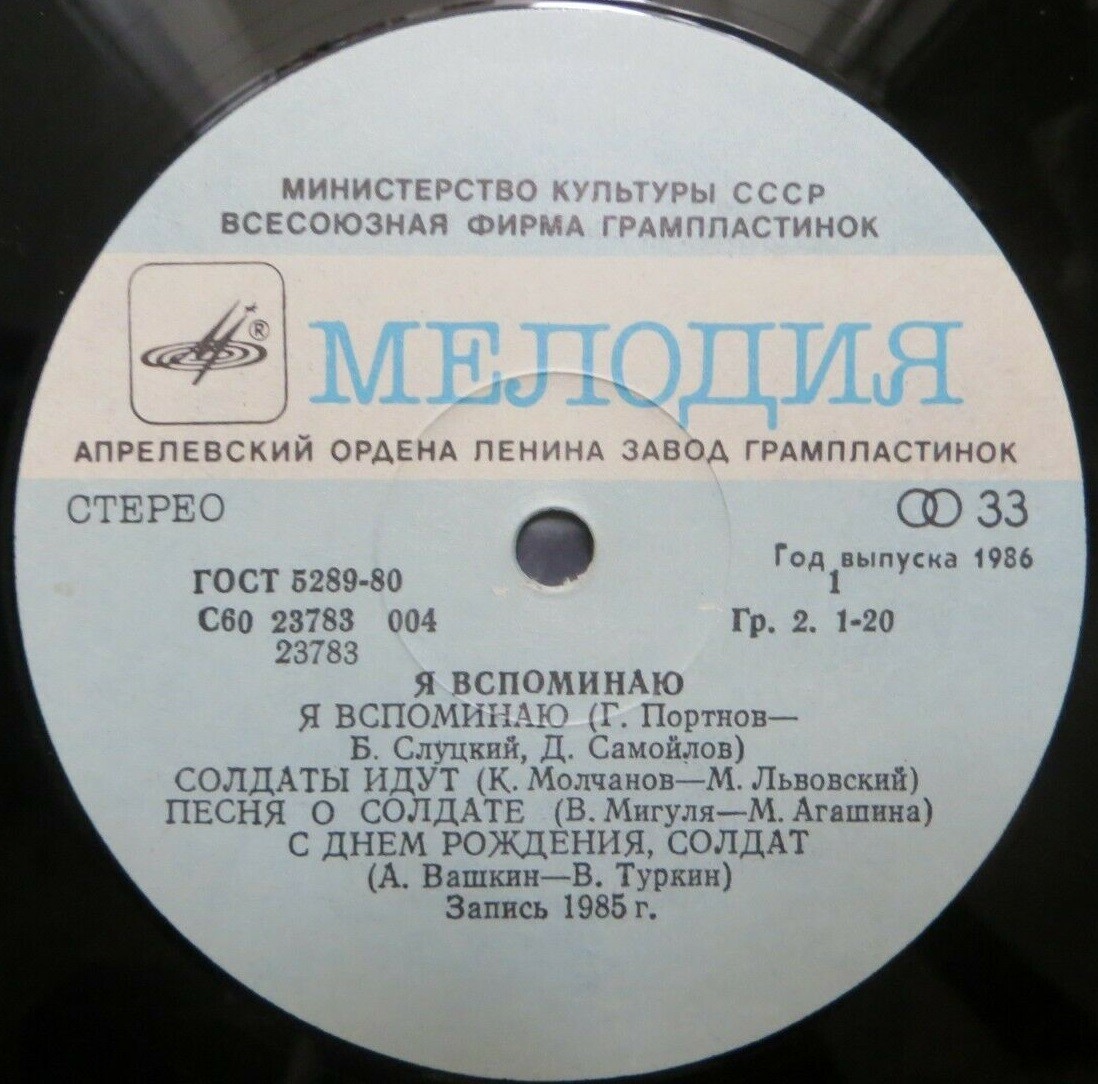 МИНИСТЕРСТВО КУЛЬТУРЫ СССР
ВСЕСОЮЗНАЯ ФИРМА ГРАМПЛАСТИНОК
®
МЕЛОДИЯ
АПРЕЛЕВСКИЙ ОРДЕНА ЛЕНИНА ЗАВОД ГРАМПЛАСТИНОК
СТЕРЕО 33
Год выпуска 1986
ГОСТ 5289-80 1
С60 23783 004 Гр. 2. 1-20
23783
Я ВСПОМИНАЮ
Я ВСПОМИНАЮ (Г. Портнов—
Б. Слуцкий, Д. Самойлов)
СОЛДАТЫ ИДУТ (К. Молчанов—М. Львовский)
ПЕСНЯ О СОЛДАТЕ (В. Мигуля—М. Агашина)
С ДНЕМ РОЖДЕНИЯ, СОЛДАТ
(А. Вашкин—В. Туркин)
Запись 1985 г.